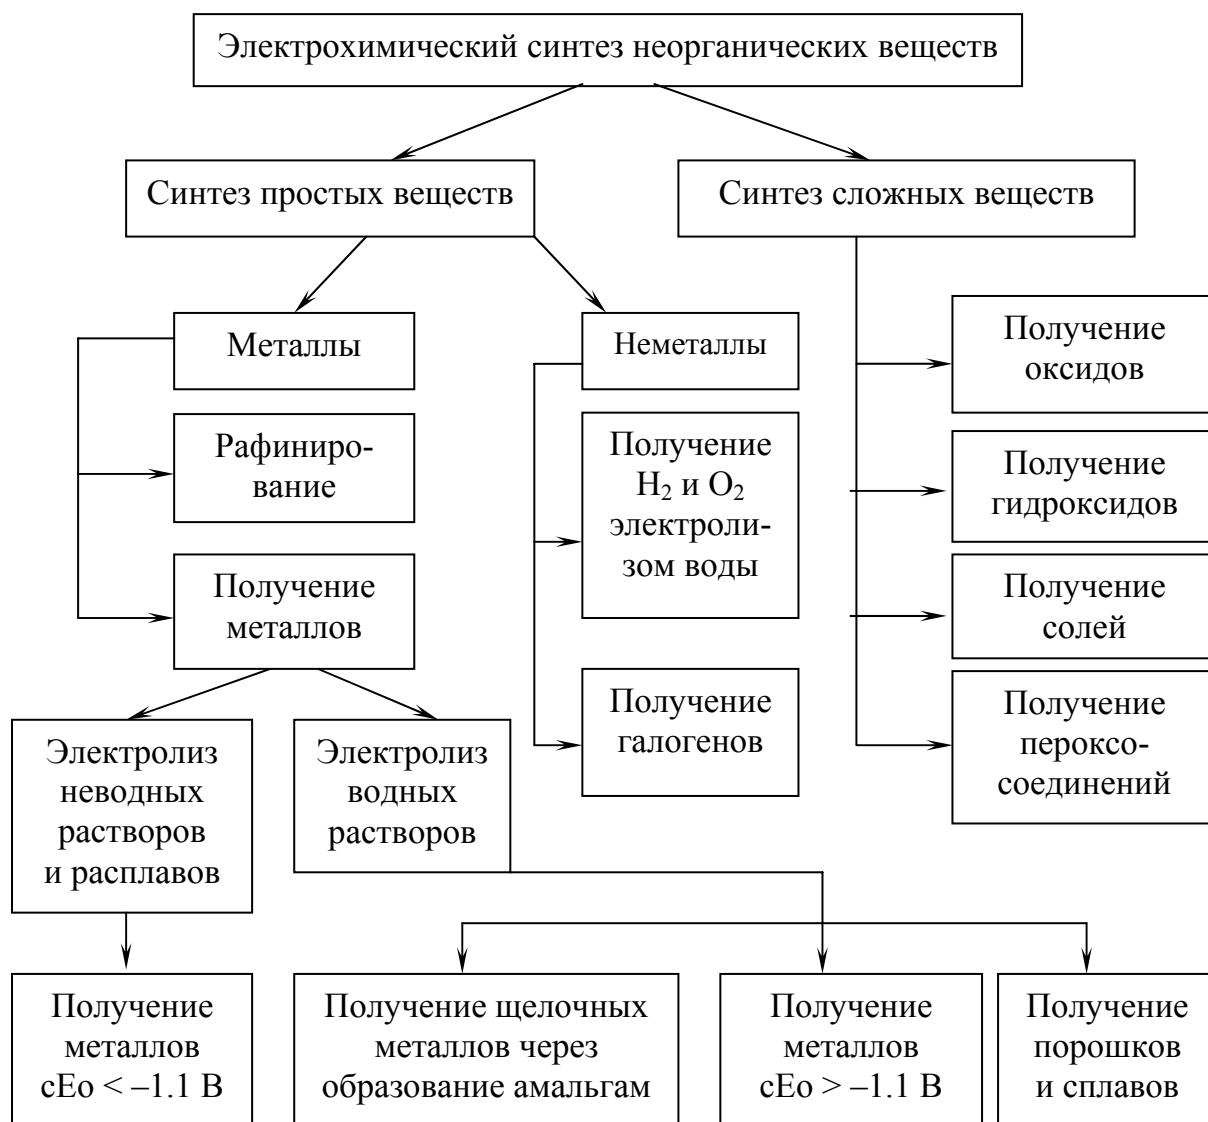 Электрохимический синтез неорганических веществ
Синтез простых веществ
Синтез сложных веществ
Металлы
Неметаллы
Получение
оксидов
Рафиниро-
вание
Получение
H₂ и O₂
электроли-
зом воды
Получение
гидроксидов
Получение
металлов
Получение
солей
Получение
галогенов
Получение
пероксо-
соединений
Электролиз
неводных
растворов
и расплавов
Электролиз
водных
растворов
Получение
металлов
сЕо < –1.1 В
Получение щелочных
металлов через
образование амальгам
Получение
металлов
сЕо > –1.1 В
Получение
порошков
и сплавов